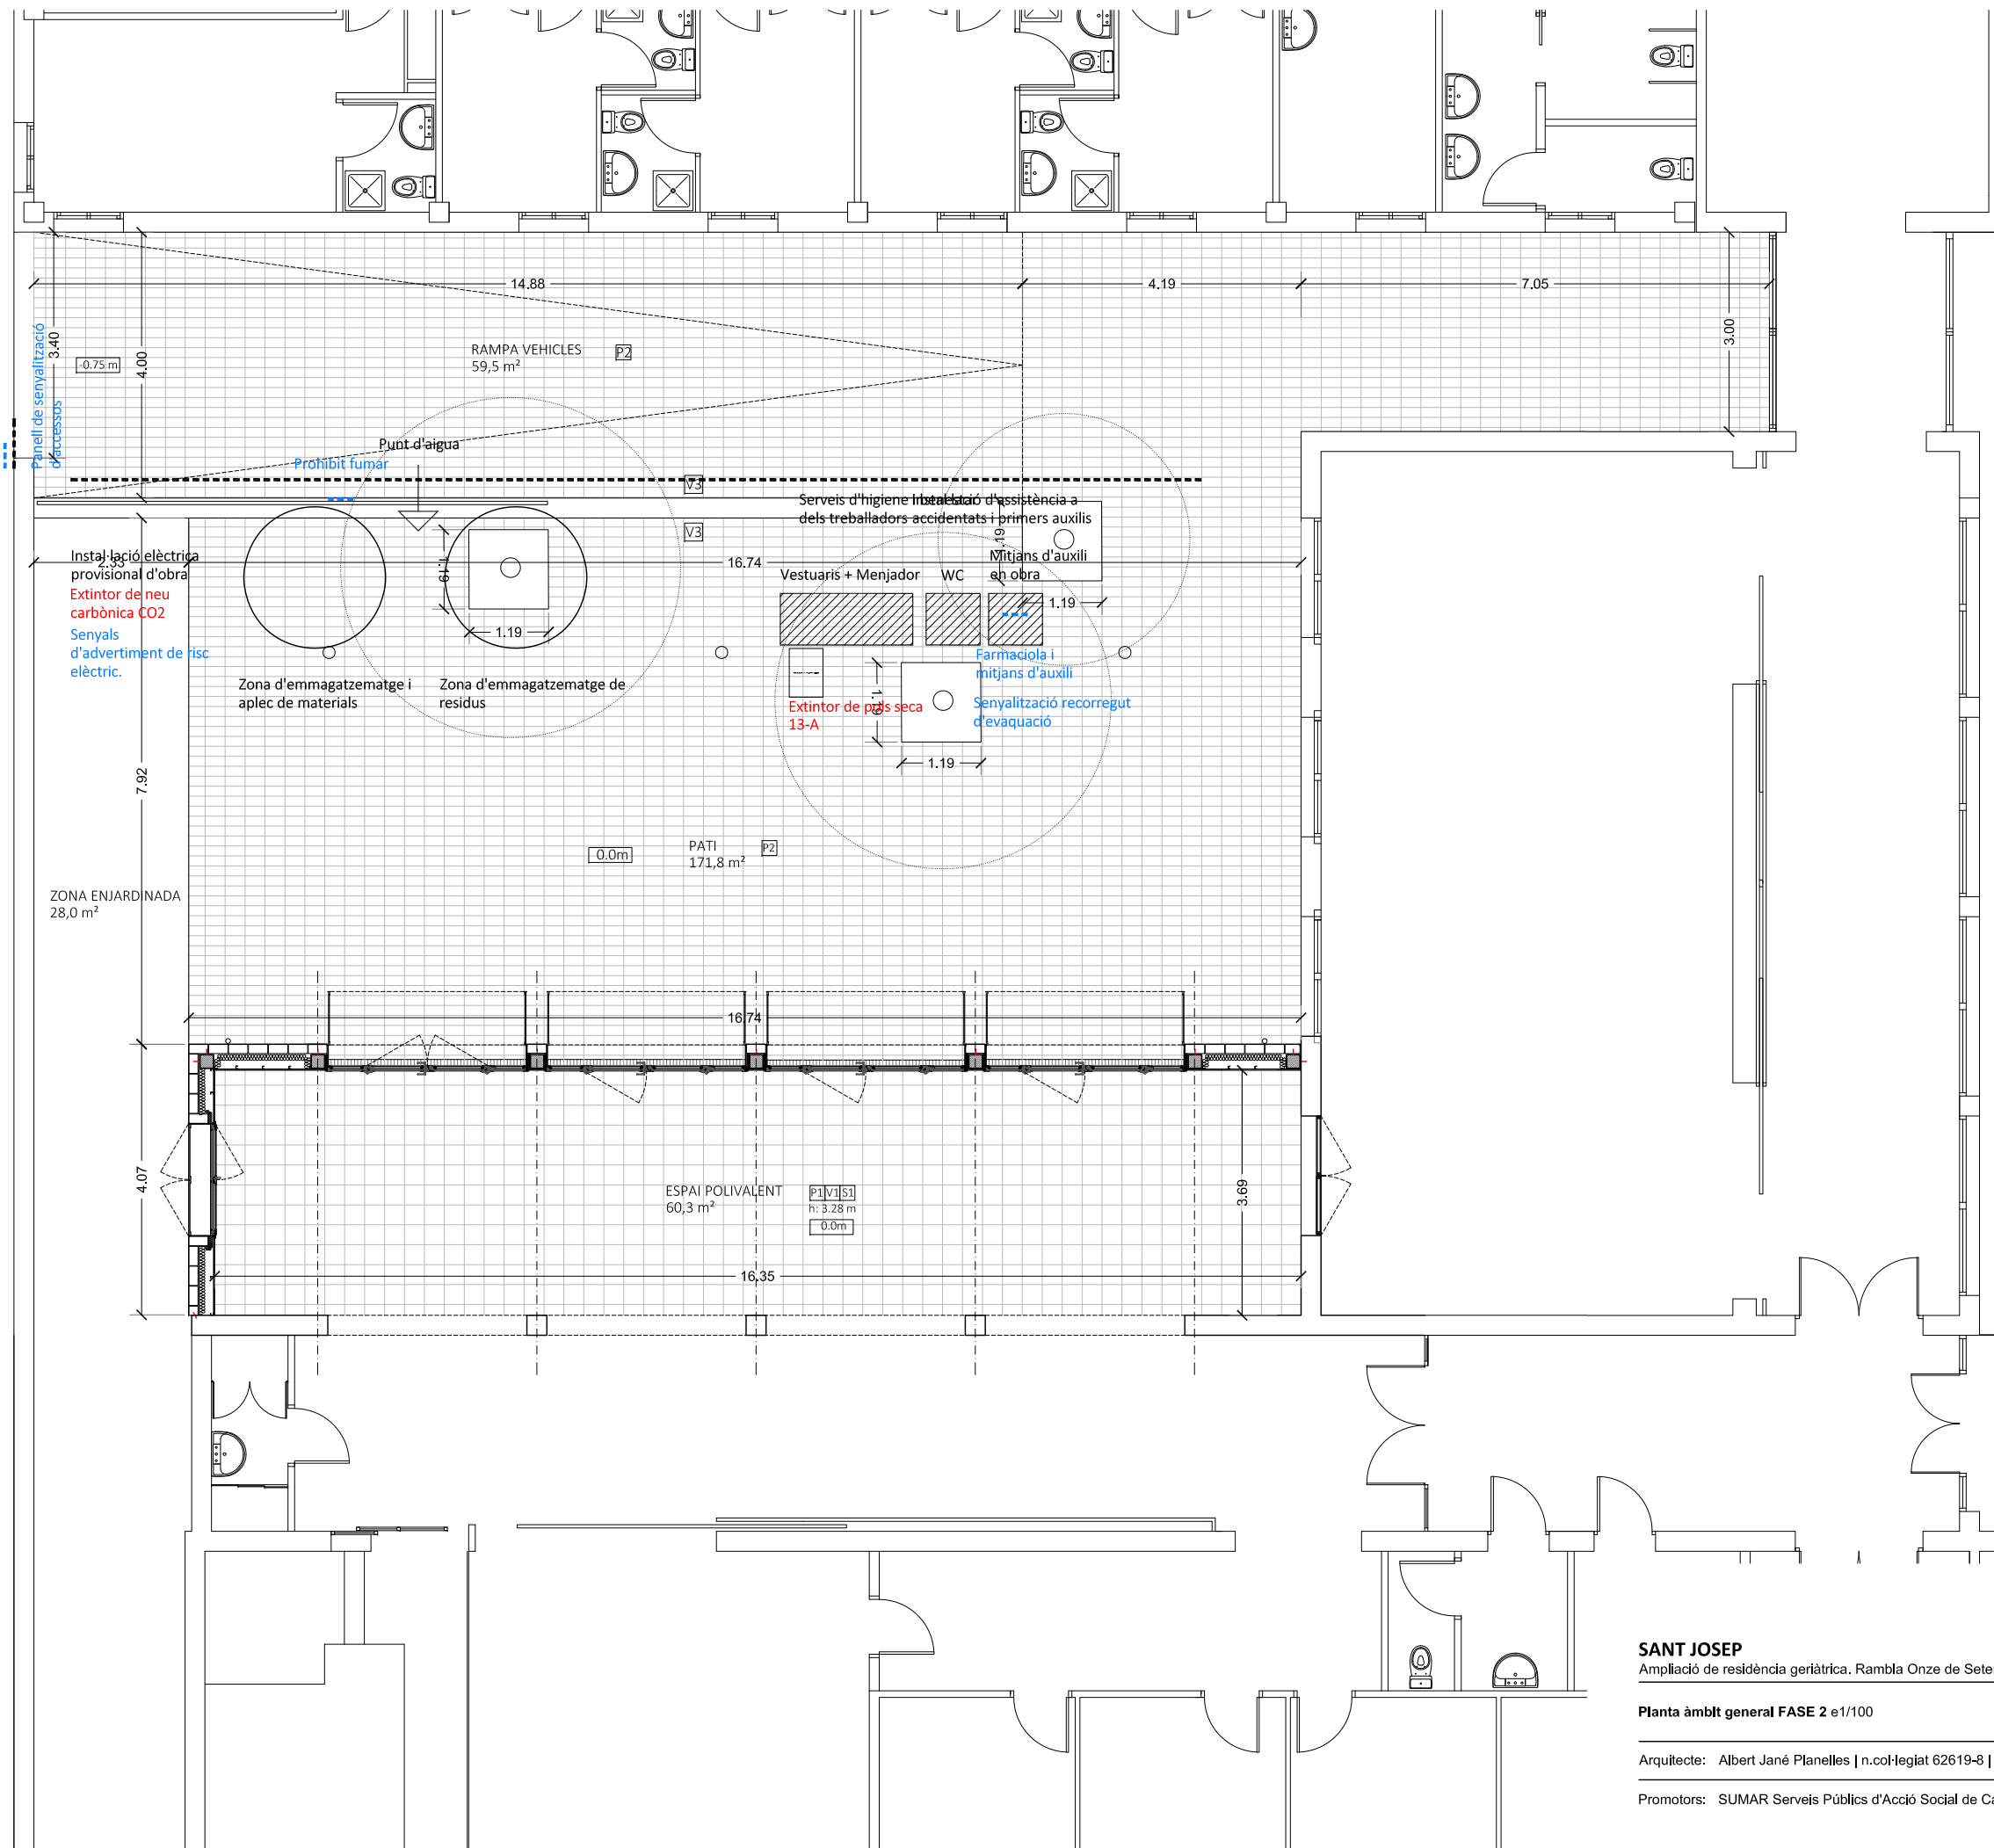 14.88
4.19
7.05
3.40
4.00
3.00
-0.75 m
RAMPA VEHICLES
59,5 m²
P2
Panell de senyalització
d'accessos
Punt d'aigua
Prohibit fumar
V3
Serveis d'higiene i benestar
dels treballadors
Instal·lació d'assistència a
accidentats i primers auxilis
V3
1.19
Instal·lació elèctrica
provisional d'obra
2.33
16.74
Extintor de neu
carbònica CO2
Senyals
d'advertiment de risc
elèctric.
1.19
1.19
Vestuaris + Menjador
WC
Mitjans d'auxili
en obra
1.19
Zona d'emmagatzematge i
aplec de materials
Zona d'emmagatzematge de
residus
Farmaciola i
mitjans d'auxili
Extintor de pols seca
13-A
1.19
Senyalització recorregut
d'evaquació
1.19
7.92
PATI
171,8 m²
P2
0.0m
ZONA ENJARDINADA
28,0 m²
16.74
4.07
ESPAI POLIVALENT
60,3 m²
P1 V1 S1
h: 3.28 m
0.0m
3.69
16.35
SANT JOSEP
Ampliació de residència geriàtrica. Rambla Onze de
Planta àmbit general FASE 2 e1/100
Arquitecte: Albert Jané Planelles | n.col·legiat 62619-8 |
Promotors: SUMAR Serveis Públics d'Acció Social de